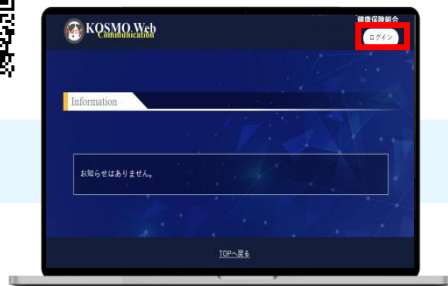 KOSMO Web
Communication
健康保険組合
ログイン
Information
お知らせはありません。
TOPへ戻る